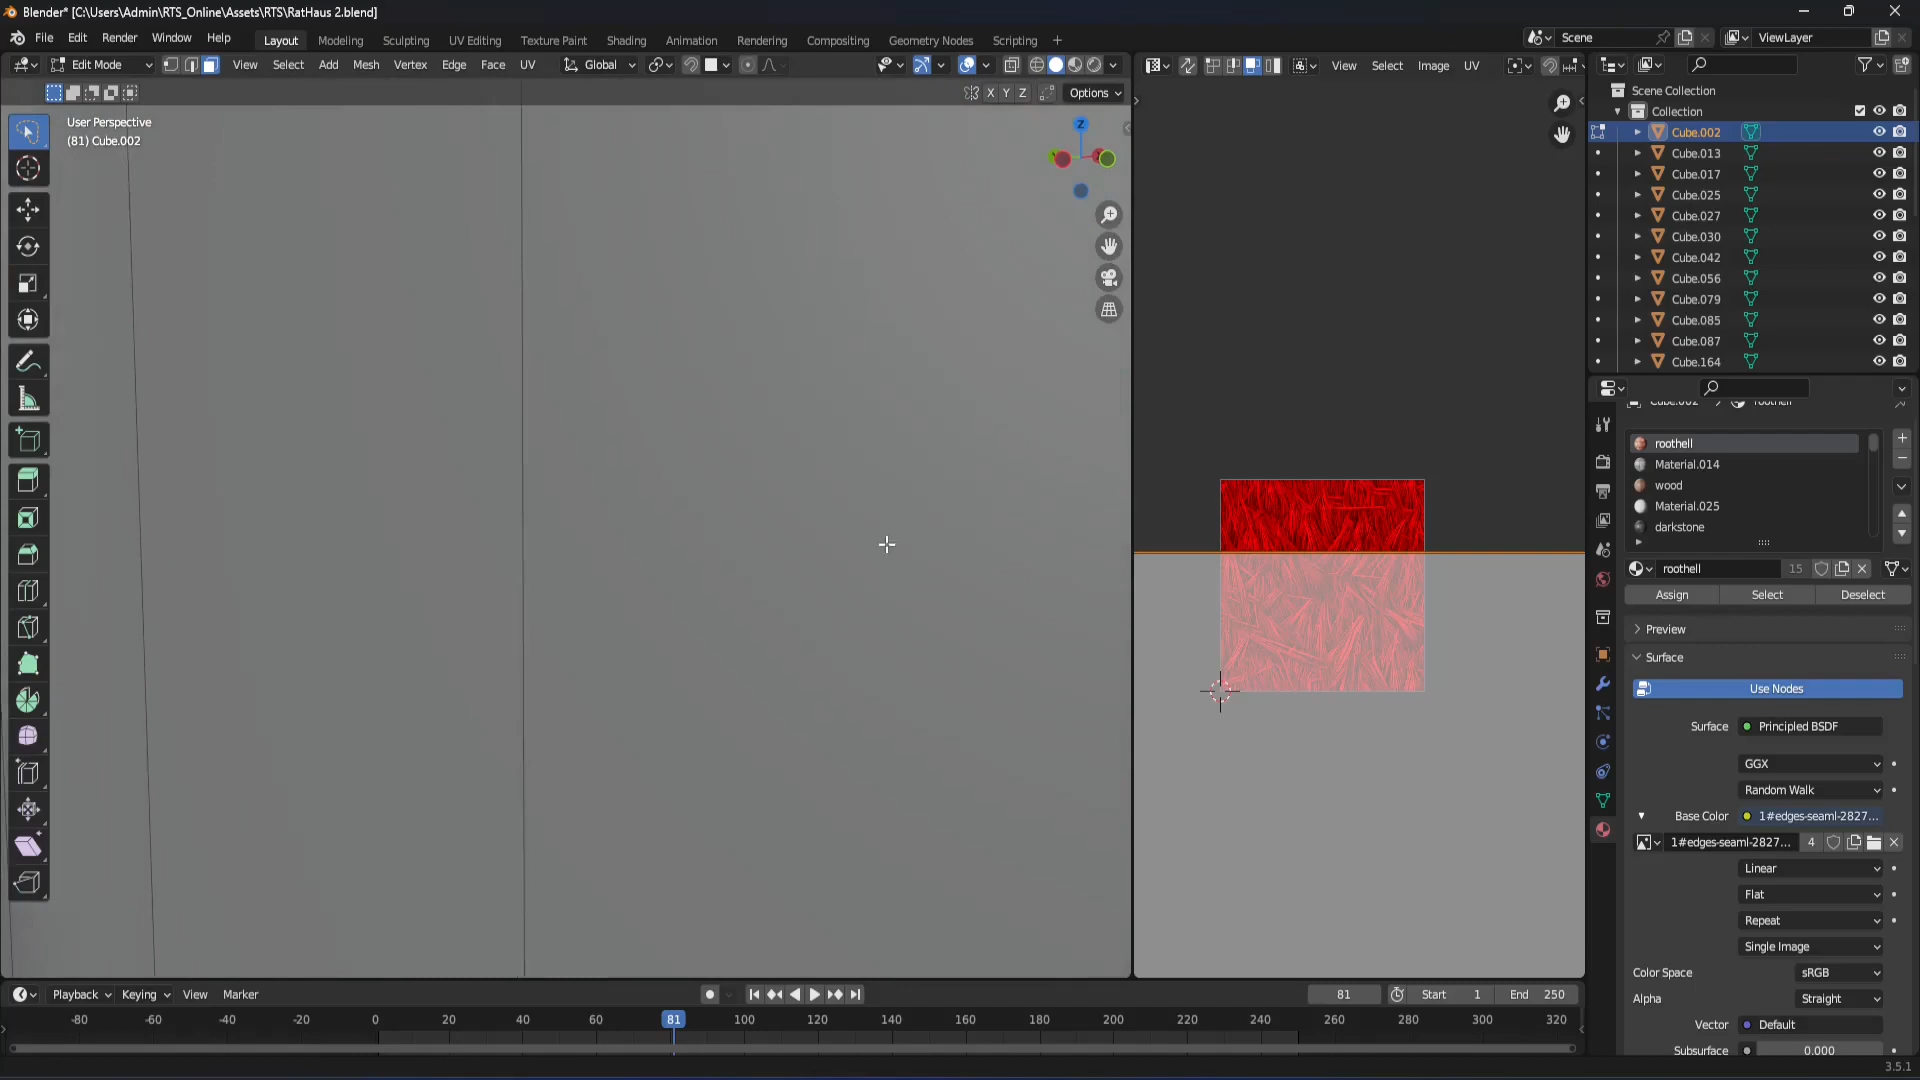 Blender* [C:\Users\Admin\RTS_Online\Assets\RTS\RatHaus 2.blend]
File Edit Render Window Help Layout Modeling Sculpting UV Editing Texture Paint Shading Animation Rendering Compositing Geometry Nodes Scripting + Scene ViewLayer
Edit Mode View Select Add Mesh Vertex Edge Face UV Global View Select Image UV
X Y Z Options
User Perspective
(81) Cube.002
Z
Scene Collection
Collection
Cube.002
Cube.013
Cube.017
Cube.025
Cube.027
Cube.030
Cube.042
Cube.056
Cube.079
Cube.085
Cube.087
Cube.164
Cube.002 roothell
roothell
Material.014
wood
Material.025
darkstone
roothell 15
Assign Select Deselect
Preview
Surface
Use Nodes
Surface Principled BSDF
GGX
Random Walk
Base Color 1#edges-seaml-2827...
1#edges-seaml-2827... 4
Linear
Flat
Repeat
Single Image
Color Space sRGB
Alpha Straight
Vector Default
Subsurface 0.000
Playback Keying View Marker 81 Start 1 End 250
-80 -60 -40 -20 0 20 40 60 81 100 120 140 160 180 200 220 240 260 280 300 320
3.5.1